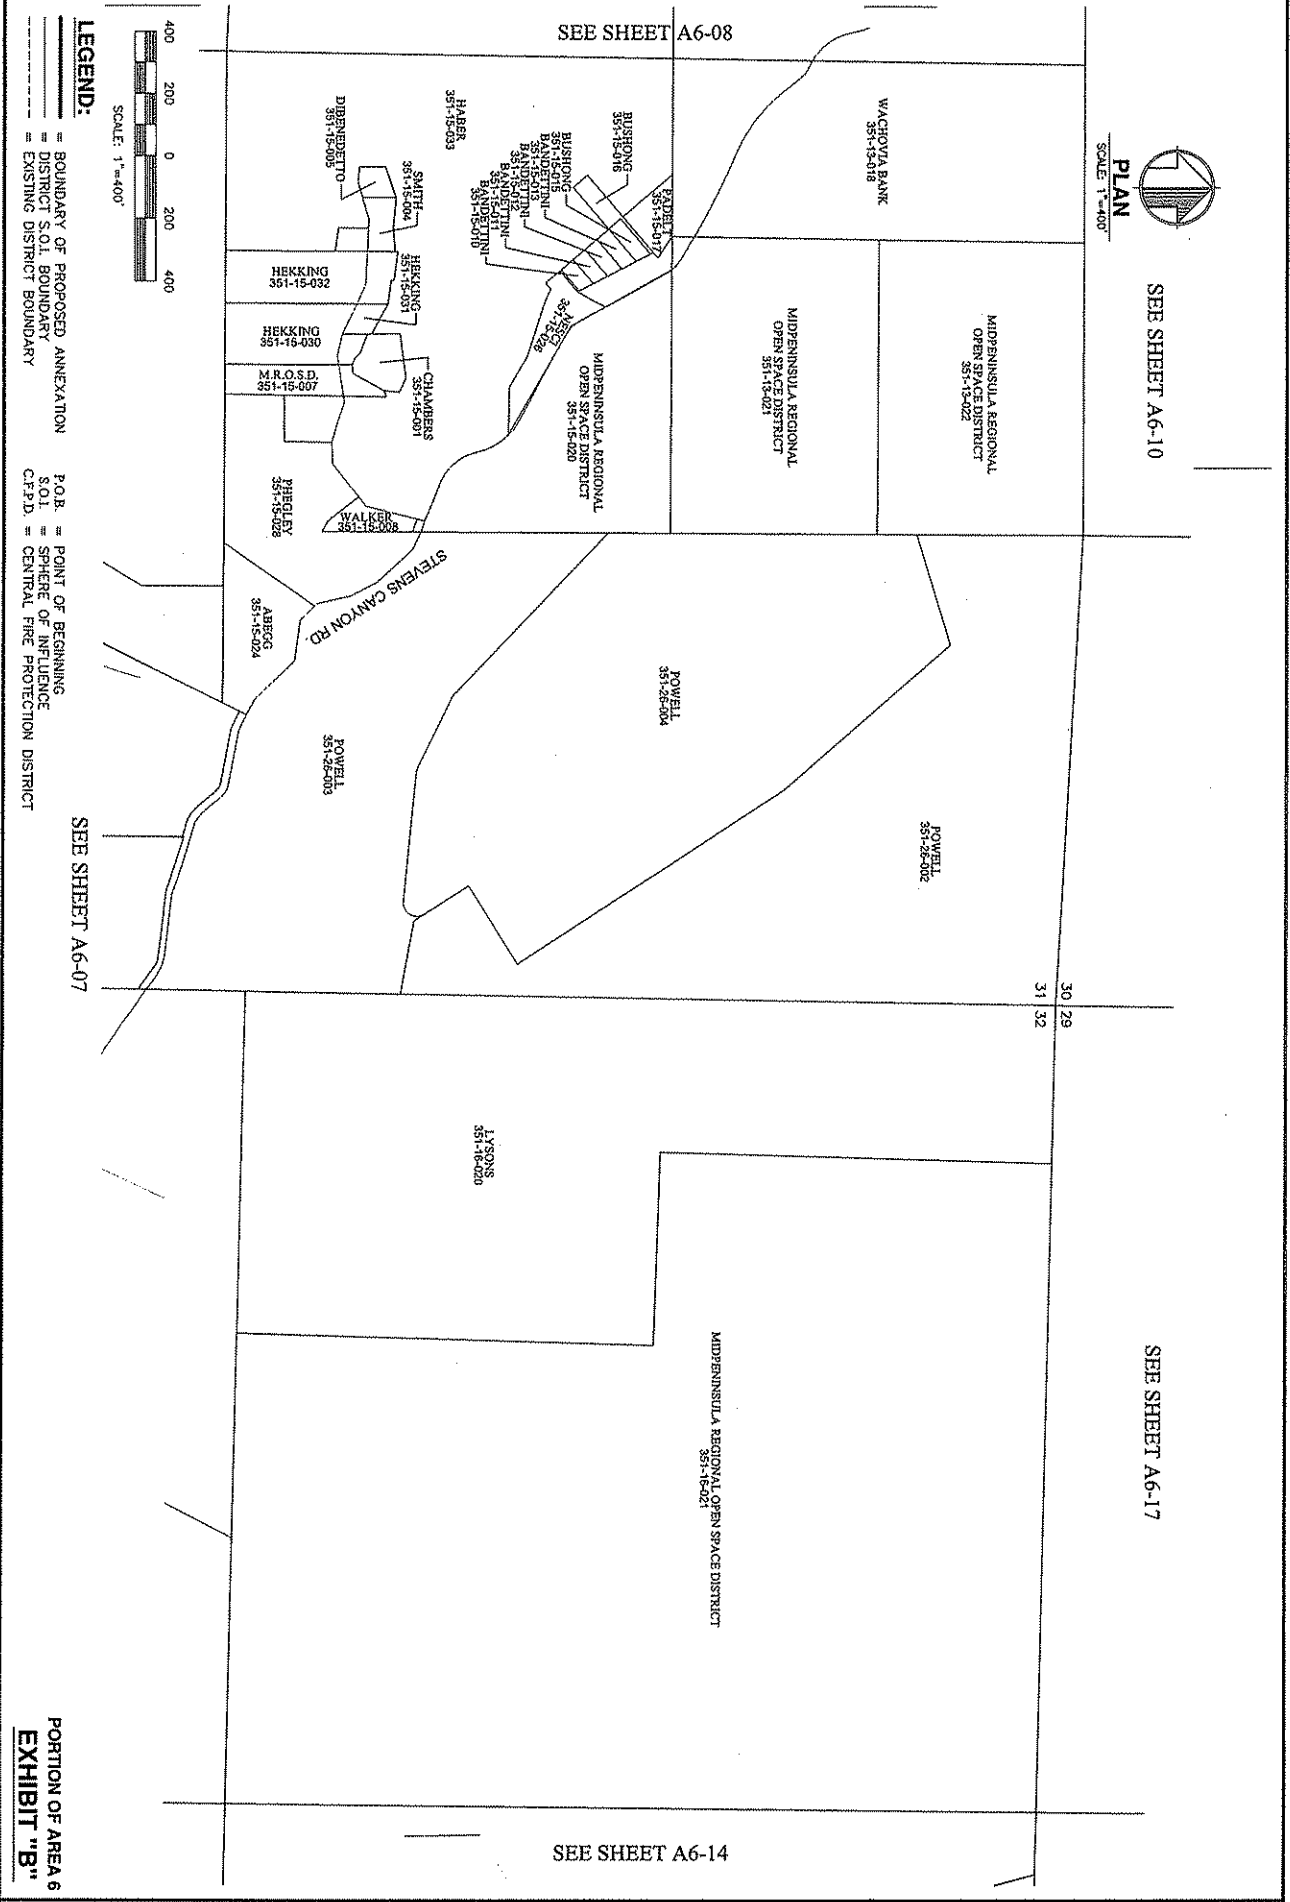 SEE SHEET A6-08
PLAN
SCALE: 1"=400'
SEE SHEET A6-10
SEE SHEET A6-17
WACHOVIA BANK
351-13-018
MIDPENINSULA REGIONAL
OPEN SPACE DISTRICT
351-13-022
MIDPENINSULA REGIONAL
OPEN SPACE DISTRICT
351-13-021
PADELT
351-15-017
BUSHONG
351-15-016
BUSHONG
351-15-015
BANDETTINI
351-15-013
BANDETTINI
351-15-012
BANDETTINI
351-15-011
BANDETTINI
351-15-010
HABER
351-15-033
NESCI
351-15-026
MIDPENINSULA REGIONAL
OPEN SPACE DISTRICT
351-15-020
DIBENEDETTO
351-15-005
SMITH
351-15-004
HEKKING
351-15-031
HEKKING
351-15-032
HEKKING
351-15-030
M.R.O.S.D.
351-15-007
CHAMBERS
351-15-001
PHEGLEY
351-15-028
WALKER
351-15-008
STEVENS CANYON RD.
ABEGG
351-15-024
POWELL
351-26-004
POWELL
351-26-003
POWELL
351-26-002
30 29
31 32
LYSONS
351-16-020
MIDPENINSULA REGIONAL OPEN SPACE DISTRICT
351-16-021
SEE SHEET A6-07
SEE SHEET A6-14
400 200 0 200 400
SCALE: 1"=400'
LEGEND:
= BOUNDARY OF PROPOSED ANNEXATION
= DISTRICT S.O.I. BOUNDARY
= EXISTING DISTRICT BOUNDARY
P.O.B. = POINT OF BEGINNING
S.O.I. = SPHERE OF INFLUENCE
C.F.P.D. = CENTRAL FIRE PROTECTION DISTRICT
PORTION OF AREA 6
EXHIBIT "B"